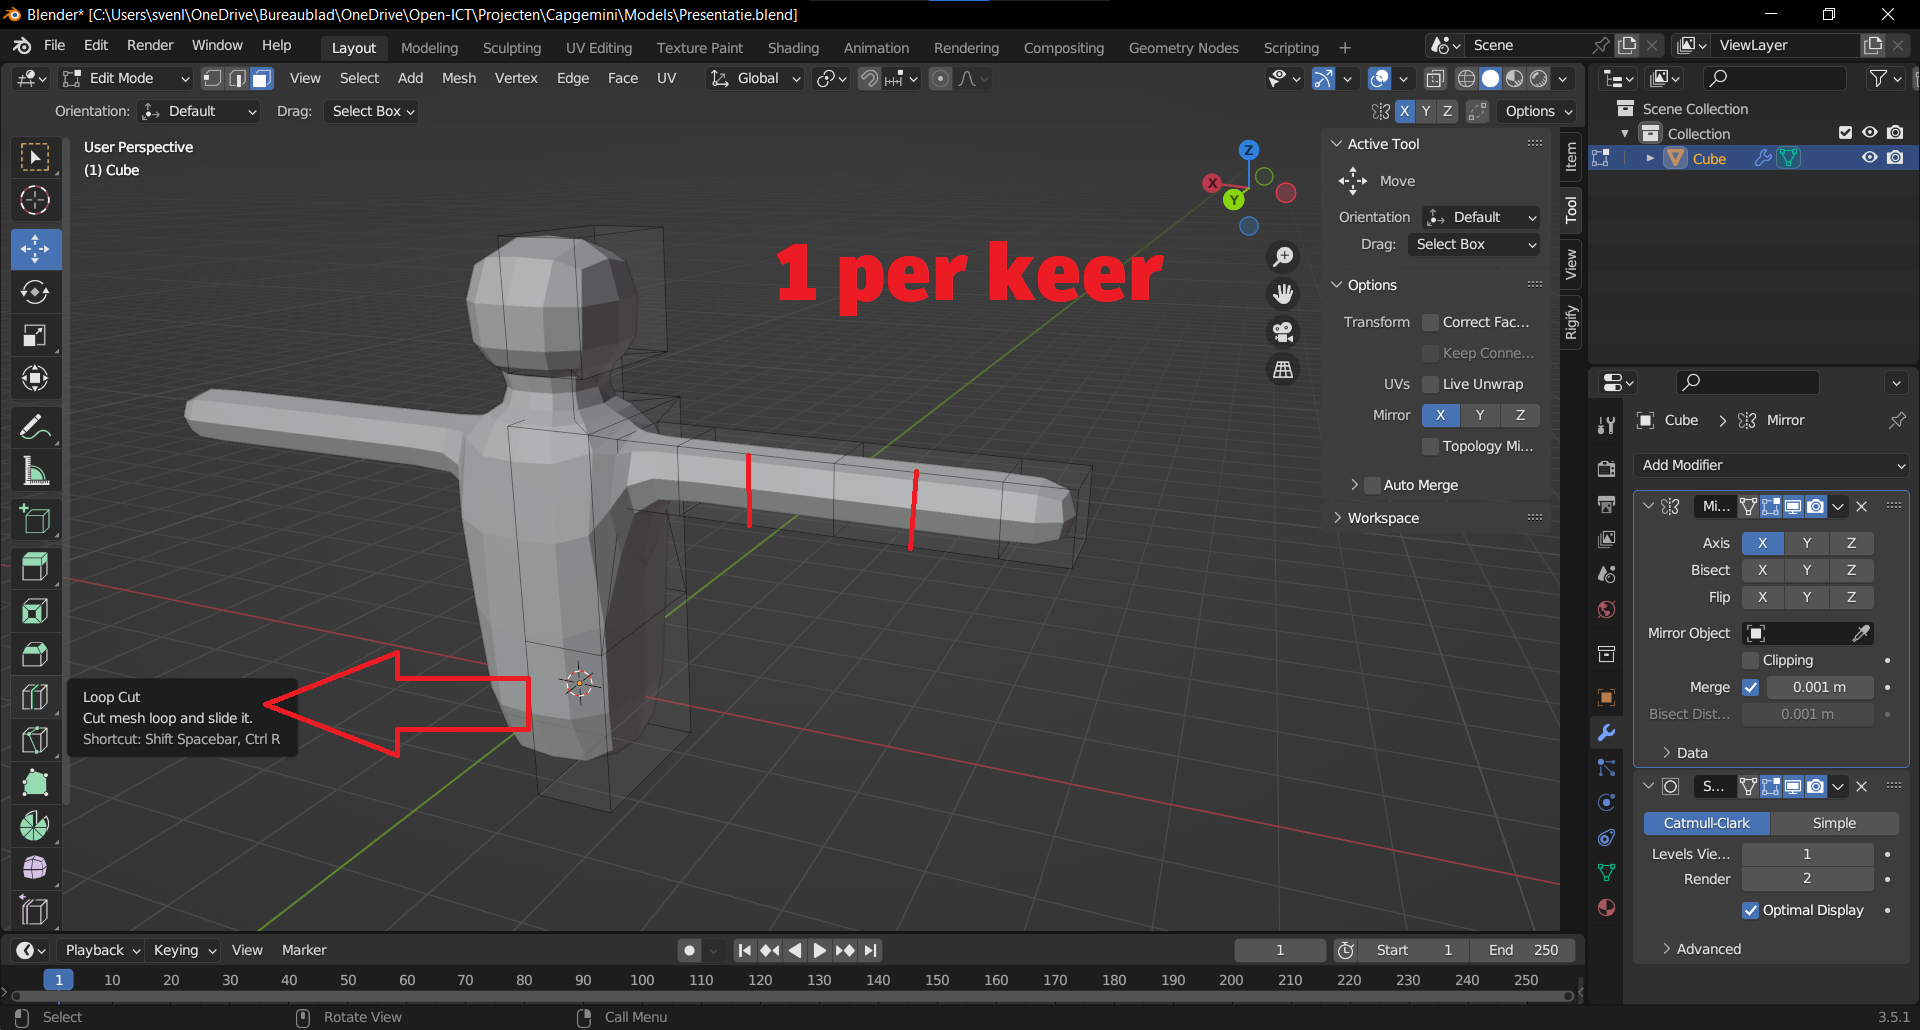 Blender* [C:\Users\svenl\OneDrive\Bureaublad\OneDrive\Open-ICT\Projecten\Capgemini\Models\Presentatie.blend]
File Edit Render Window Help
Layout Modeling Sculpting UV Editing Texture Paint Shading Animation Rendering Compositing Geometry Nodes Scripting +
Scene
ViewLayer
Edit Mode
View Select Add Mesh Vertex Edge Face UV
Global
Orientation: Default Drag: Select Box
X Y Z Options
User Perspective
(1) Cube
Z
X
Y
1 per keer
Active Tool
Move
Orientation Default
Drag: Select Box
Options
Transform Correct Fac...
Keep Conne...
UVs Live Unwrap
Mirror X Y Z
Topology Mi...
Auto Merge
Workspace
Item
Tool
View
Rigify
Loop Cut
Cut mesh loop and slide it.
Shortcut: Shift Spacebar, Ctrl R
Scene Collection
Collection
Cube
Cube > Mirror
Add Modifier
Mi...
Axis X Y Z
Bisect X Y Z
Flip X Y Z
Mirror Object
Clipping
Merge 0.001 m
Bisect Dist... 0.001 m
Data
S...
Catmull-Clark Simple
Levels Vie... 1
Render 2
Optimal Display
Advanced
Playback Keying View Marker
1 Start 1 End 250
1 10 20 30 40 50 60 70 80 90 100 110 120 130 140 150 160 170 180 190 200 210 220 230 240 250
Select Rotate View Call Menu
3.5.1